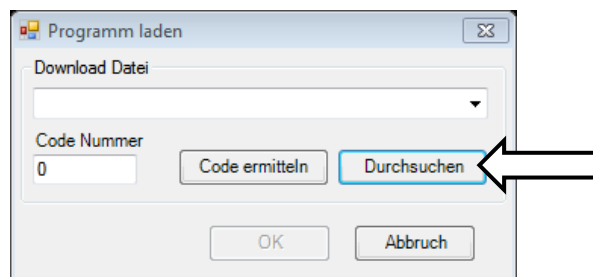 Programm laden
Download Datei
Code Nummer
0
Code ermitteln
Durchsuchen
OK
Abbruch